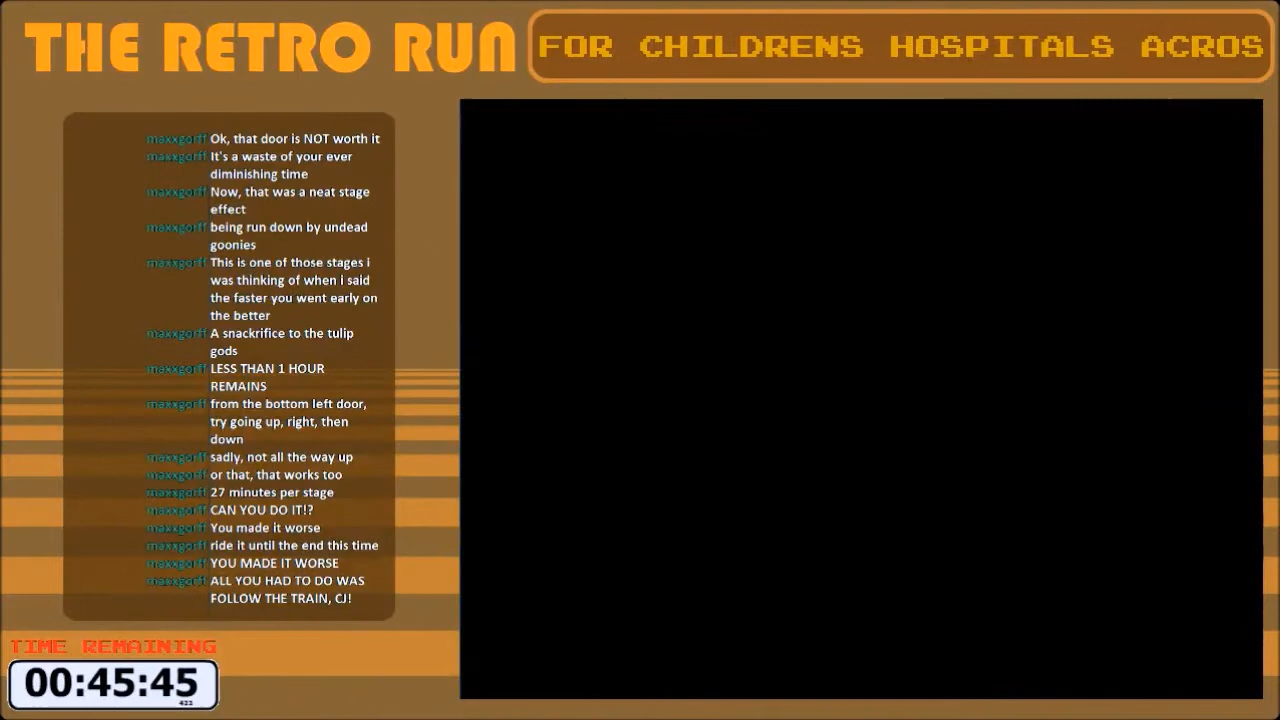 THE RETRO RUN
FOR CHILDRENS HOSPITALS ACROS
maxxgorff Ok, that door is NOT worth it
maxxgorff It's a waste of your ever
diminishing time
maxxgorff Now, that was a neat stage
effect
maxxgorff being run down by undead
goonies
maxxgorff This is one of those stages i
was thinking of when i said
the faster you went early on
the better
maxxgorff A snackrifice to the tulip
gods
maxxgorff LESS THAN 1 HOUR
REMAINS
maxxgorff from the bottom left door,
try going up, right, then
down
maxxgorff sadly, not all the way up
maxxgorff or that, that works too
maxxgorff 27 minutes per stage
maxxgorff CAN YOU DO IT!?
maxxgorff You made it worse
maxxgorff ride it until the end this time
maxxgorff YOU MADE IT WORSE
maxxgorff ALL YOU HAD TO DO WAS
FOLLOW THE TRAIN, CJ!
TIME REMAINING
00:45:45
422